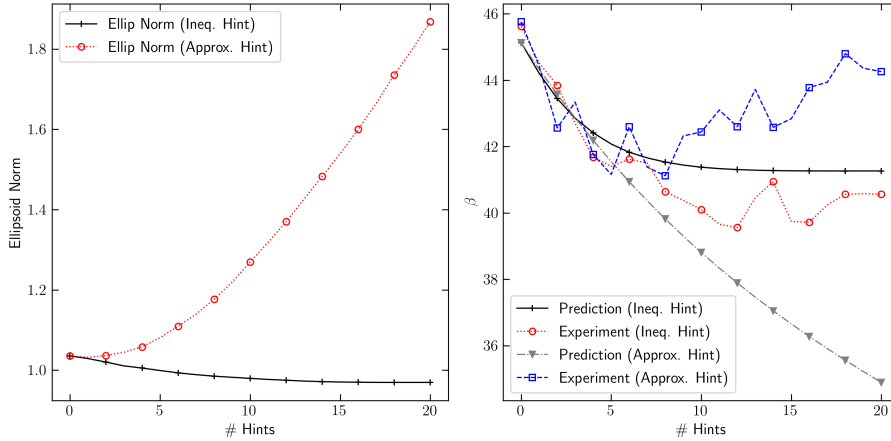 Ellip Norm (Ineq. Hint)
Ellip Norm (Approx. Hint)
1.8
1.6
1.4
1.2
1.0
Ellipsoid Norm
0
5
10
15
20
# Hints
46
44
42
40
38
36
β
Prediction (Ineq. Hint)
Experiment (Ineq. Hint)
Prediction (Approx. Hint)
Experiment (Approx. Hint)
0
5
10
15
20
# Hints